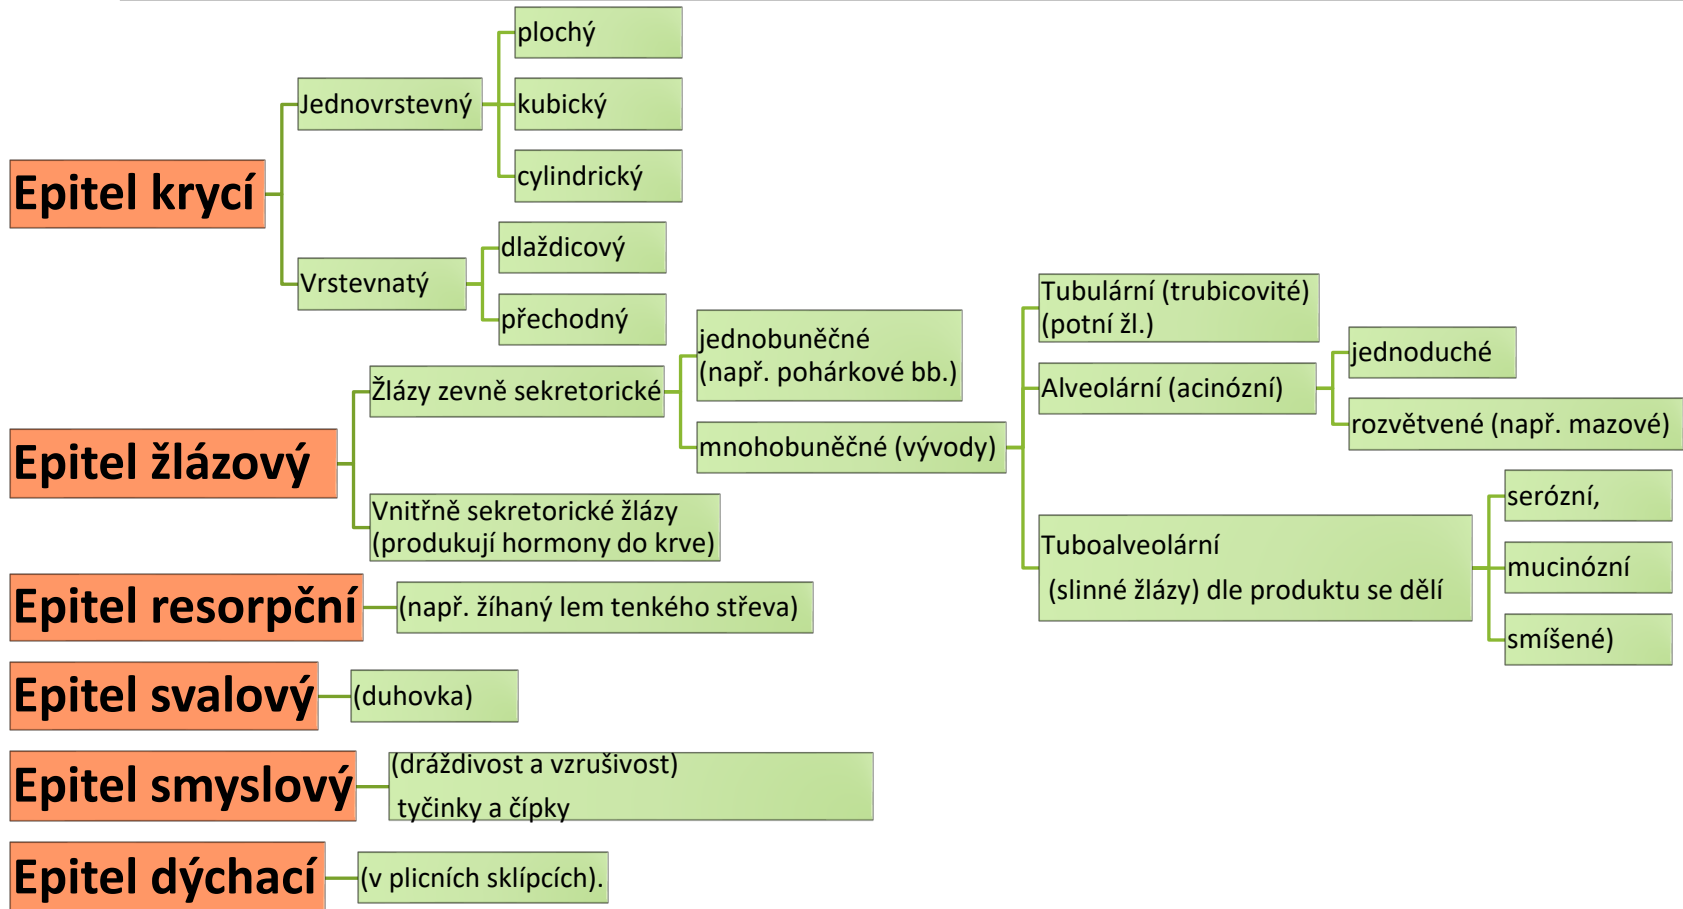 Epitel krycí
Jednovrstevný
plochý
kubický
cylindrický
Vrstevnatý
dlaždicový
přechodný
Epitel žlázový
Žlázy zevně sekretorické
jednobuněčné
(např. pohárkové bb.)
mnohobuněčné (vývody)
Tubulární (trubicovité)
(potní žl.)
Alveolární (acinózní)
jednoduché
rozvětvené (např. mazové)
Tuboalveolární
(slinné žlázy) dle produktu se dělí
serózní,
mucinózní
smíšené)
Vnitřně sekretorické žlázy
(produkují hormony do krve)
Epitel resorpční
(např. žíhaný lem tenkého střeva)
Epitel svalový
(duhovka)
Epitel smyslový
(dráždivost a vzrušivost)
tyčinky a čípky
Epitel dýchací
(v plicních sklípcích).